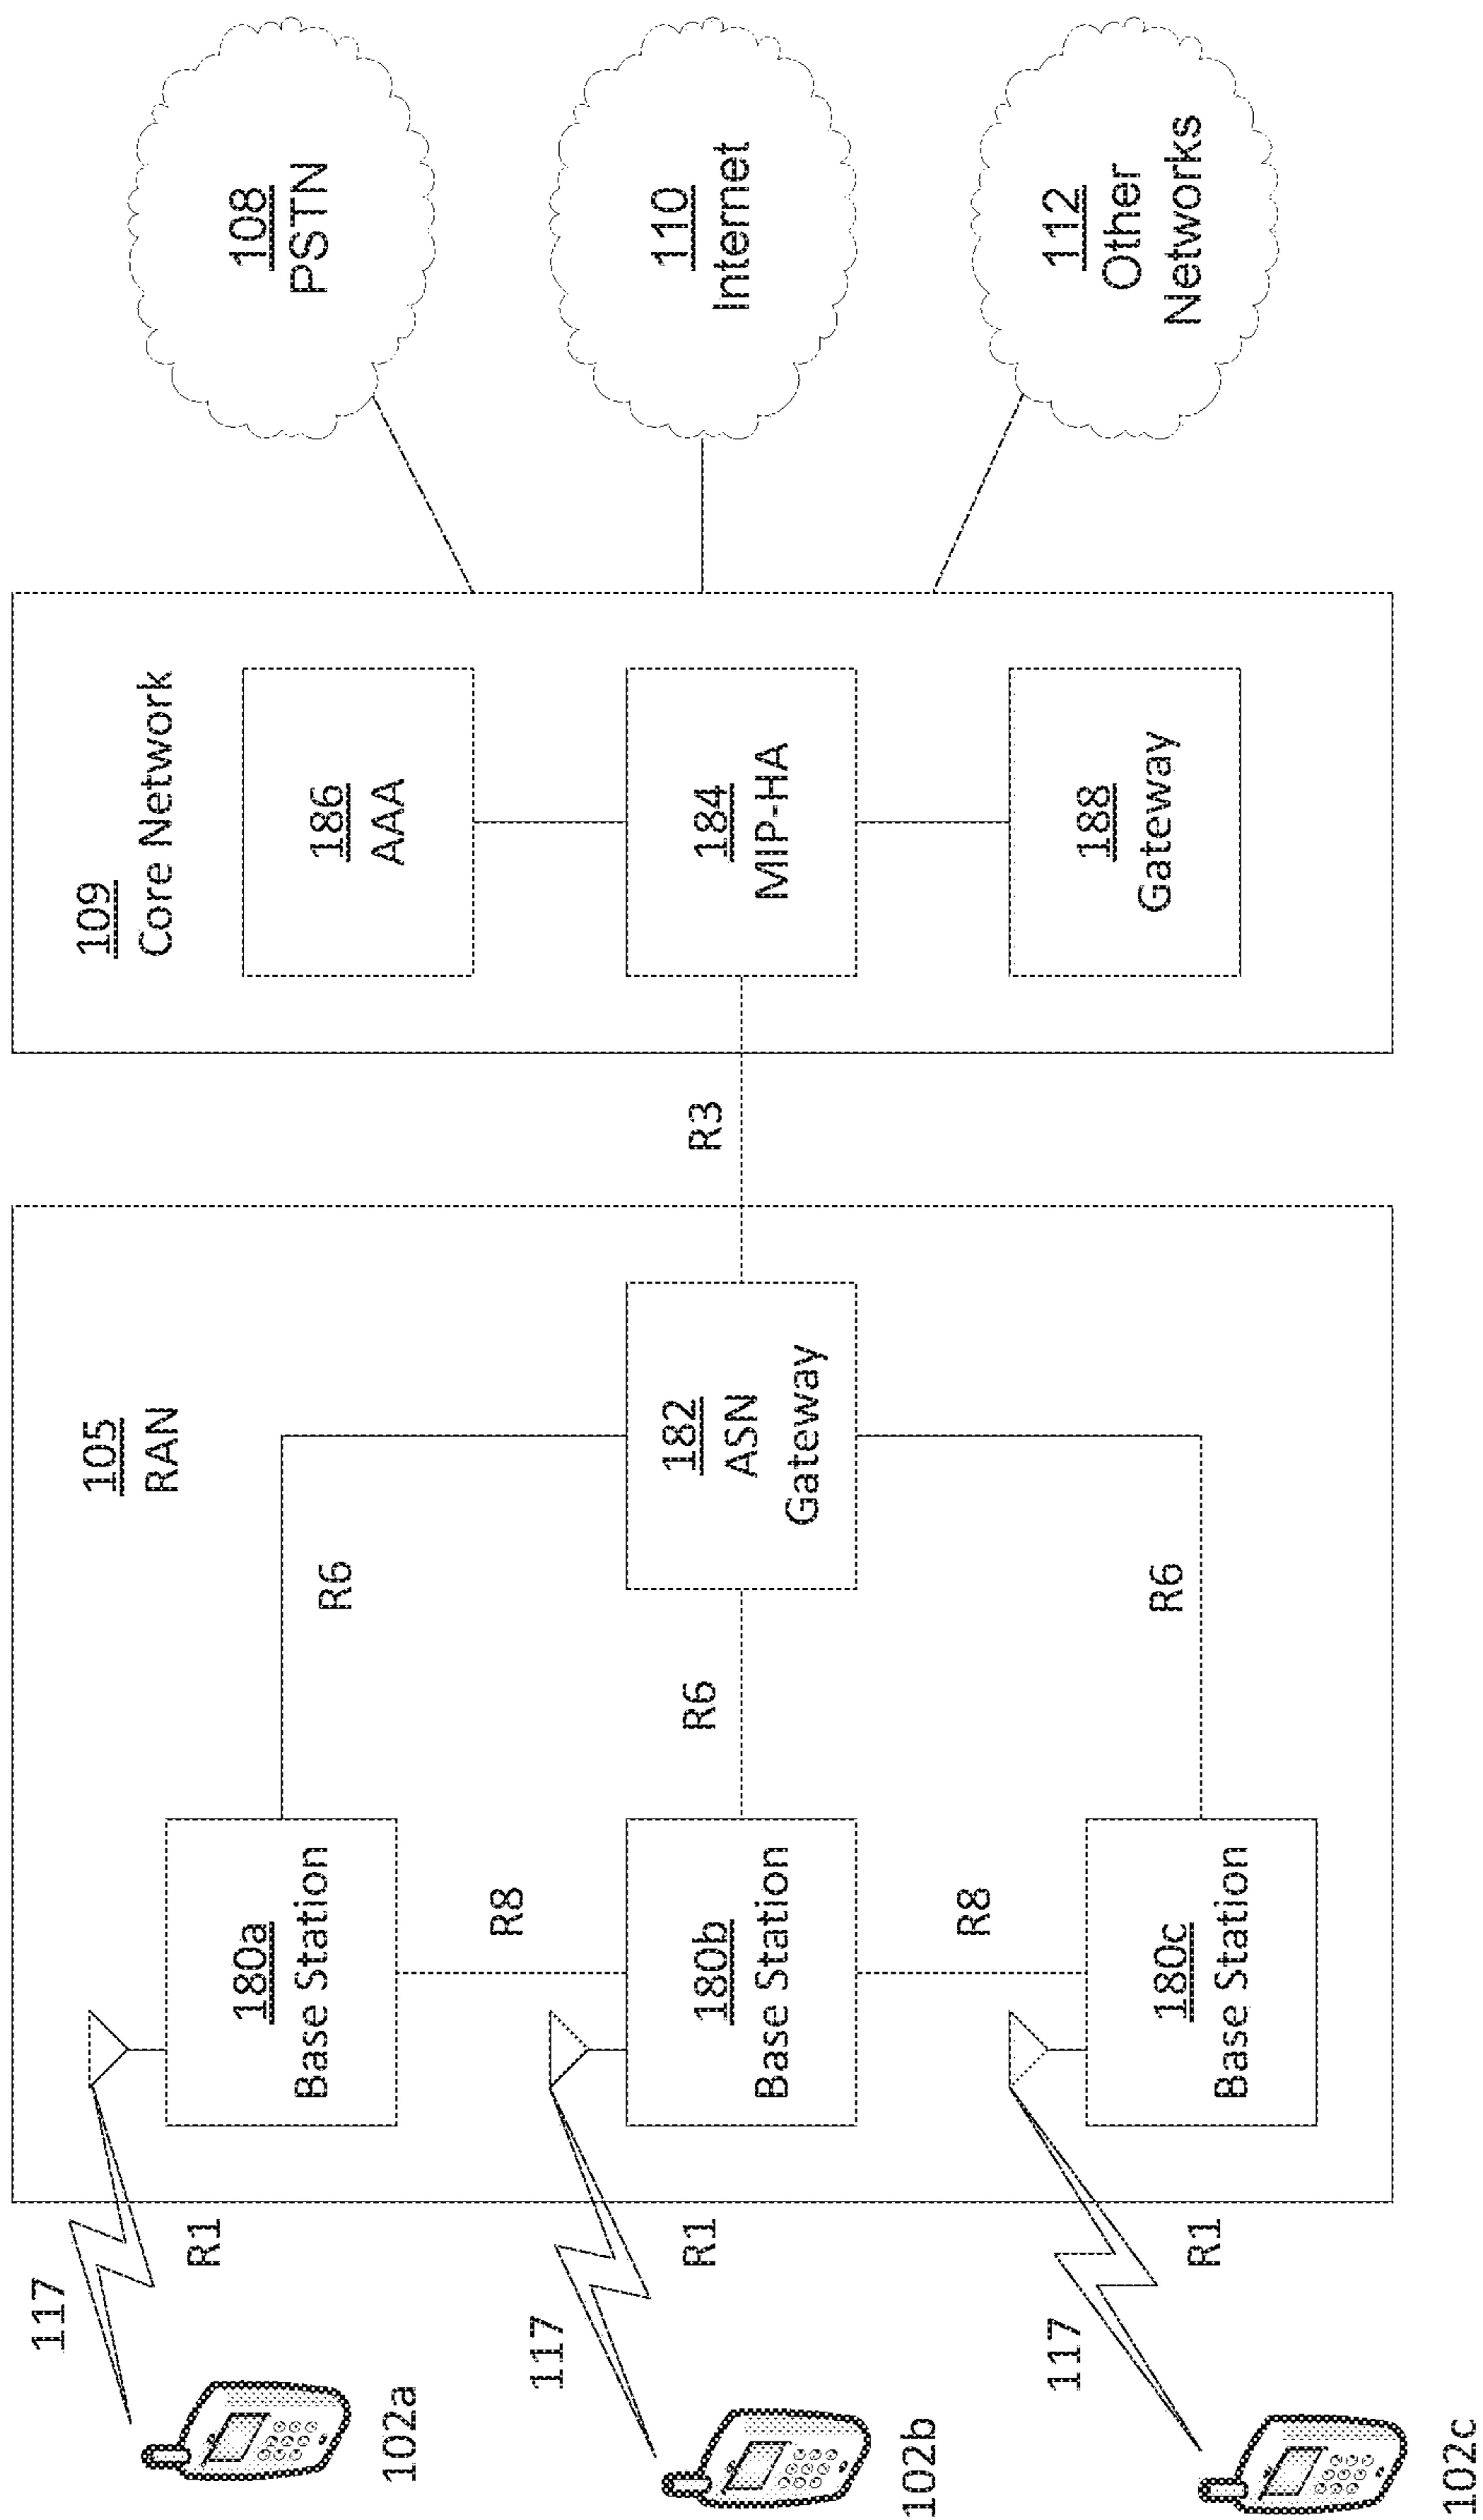 117
R1
102a
117
R1
102b
117
R1
102c
105
RAN
180a
Base Station
R8
180b
Base Station
R8
180c
Base Station
R6
R6
R6
182
ASN
Gateway
R3
109
Core Network
186
AAA
184
MIP-HA
188
Gateway
108
PSTN
110
Internet
112
Other
Networks